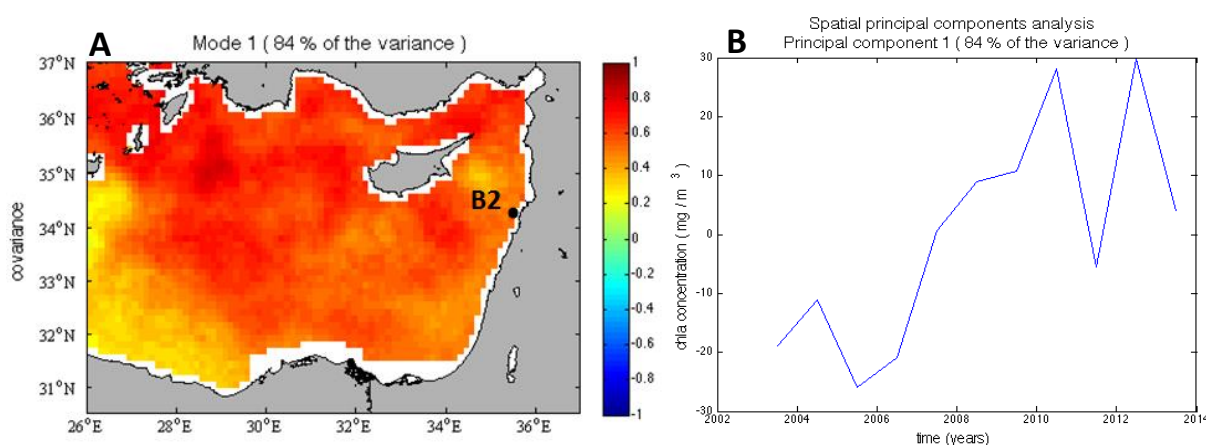 A
Mode 1 ( 84 % of the variance )
37°N
36°N
35°N
34°N
33°N
32°N
31°N
26°E
28°E
30°E
32°E
34°E
36°E
covariance
B2
1
0.8
0.6
0.4
0.2
0
-0.2
-0.4
-0.6
-0.8
-1
B
Spatial principal components analysis
Principal component 1 ( 84 % of the variance )
chla concentration (mg / m ³)
30
20
10
0
-10
-20
-30
2002
2004
2006
2008
2010
2012
2014
time (years)